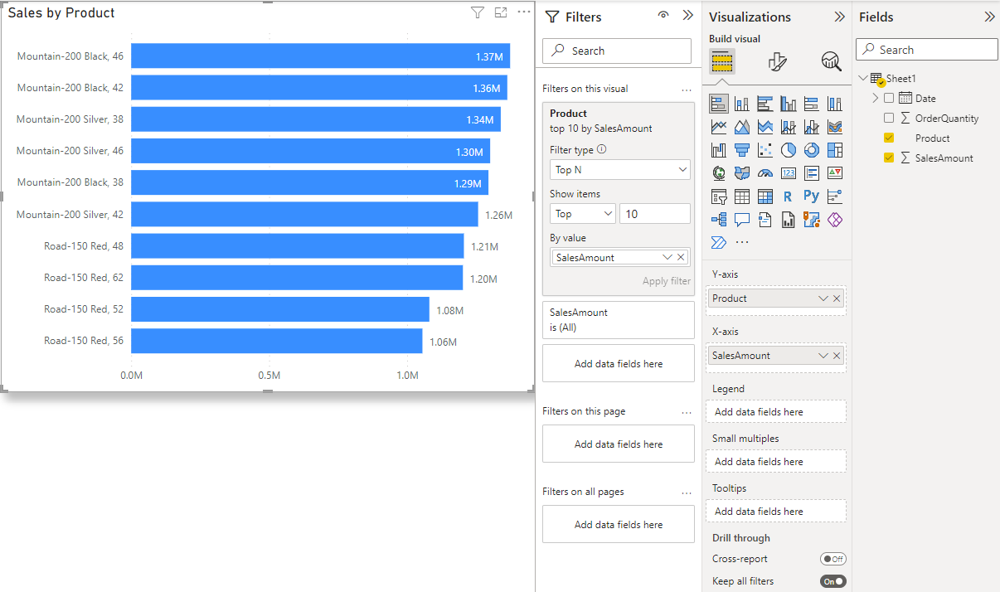 Sales by Product
Mountain-200 Black, 46
1.37M
Mountain-200 Black, 42
1.36M
Mountain-200 Silver, 38
1.34M
Mountain-200 Silver, 46
1.30M
Mountain-200 Black, 38
1.29M
Mountain-200 Silver, 42
1.26M
Road-150 Red, 48
1.21M
Road-150 Red, 62
1.20M
Road-150 Red, 52
1.08M
Road-150 Red, 56
1.06M
0.0M 0.5M 1.0M
Filters
Search
Filters on this visual
Product
top 10 by SalesAmount
Filter type
Top N
Show items
Top 10
By value
SalesAmount
Apply filter
SalesAmount
is (All)
Add data fields here
Filters on this page
Add data fields here
Filters on all pages
Add data fields here
Visualizations
Build visual
123
R Py
Y-axis
Product
X-axis
SalesAmount
Legend
Add data fields here
Small multiples
Add data fields here
Tooltips
Add data fields here
Drill through
Cross-report Off
Keep all filters On
Fields
Search
Sheet1
Date
OrderQuantity
Product
SalesAmount